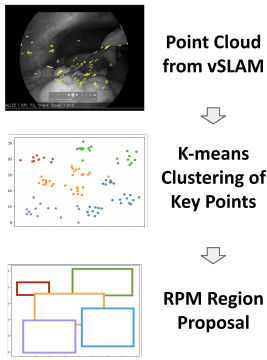 Point Cloud
from vSLAM
K-means
Clustering of
Key Points
RPM Region
Proposal